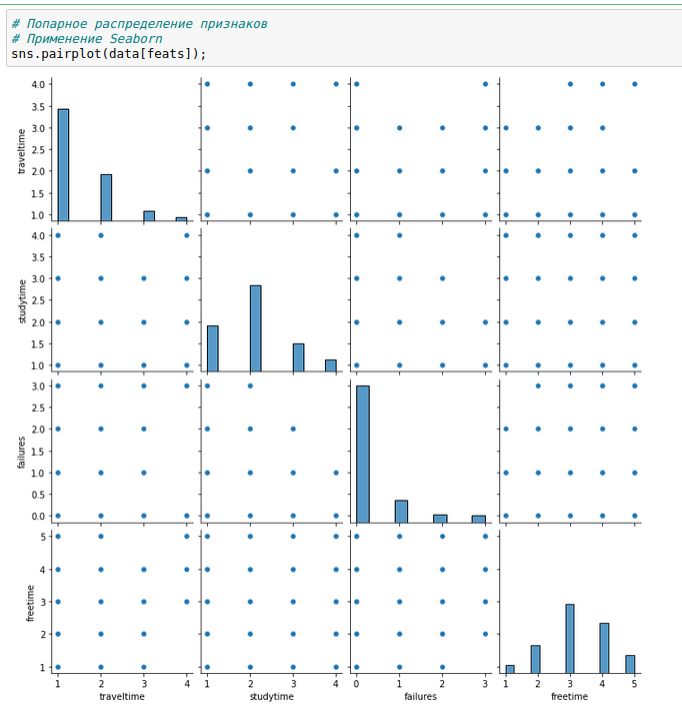 # Попарное распределение признаков
# Применение Seaborn
sns.pairplot(data[feats]);
4.0
3.5
3.0
2.5
2.0
1.5
1.0
traveltime
4.0
3.5
3.0
2.5
2.0
1.5
1.0
studytime
3.0
2.5
2.0
1.5
1.0
0.5
0.0
failures
5
4
3
2
1
freetime
1 2 3 4 1 2 3 4 0 1 2 3 1 2 3 4 5
traveltime studytime failures freetime